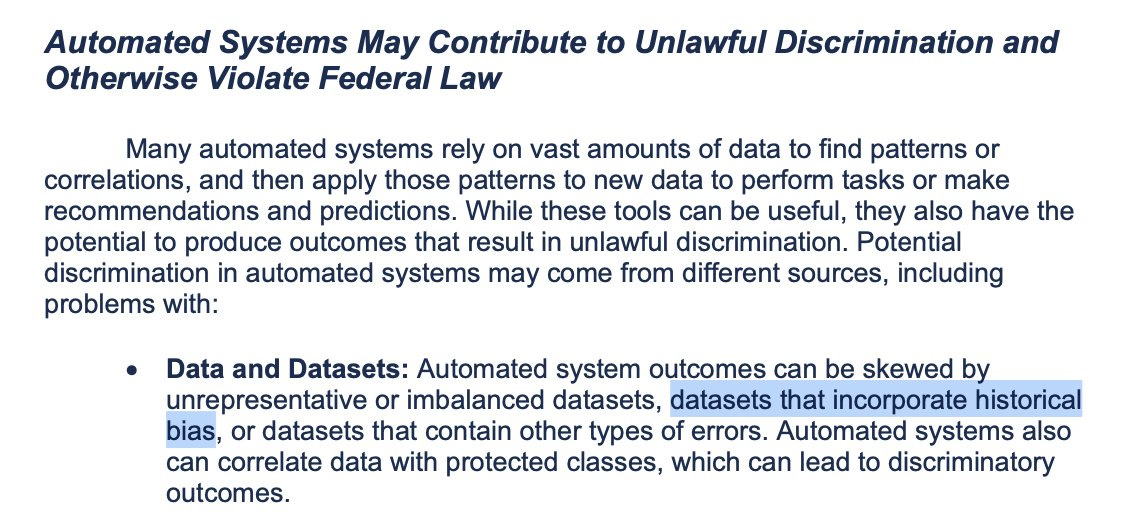 Automated Systems May Contribute to Unlawful Discrimination and
Otherwise Violate Federal Law
Many automated systems rely on vast amounts of data to find patterns or
correlations, and then apply those patterns to new data to perform tasks or make
recommendations and predictions. While these tools can be useful, they also have the
potential to produce outcomes that result in unlawful discrimination. Potential
discrimination in automated systems may come from different sources, including
problems with:
• Data and Datasets: Automated system outcomes can be skewed by
unrepresentative or imbalanced datasets, datasets that incorporate historical
bias, or datasets that contain other types of errors. Automated systems also
can correlate data with protected classes, which can lead to discriminatory
outcomes.